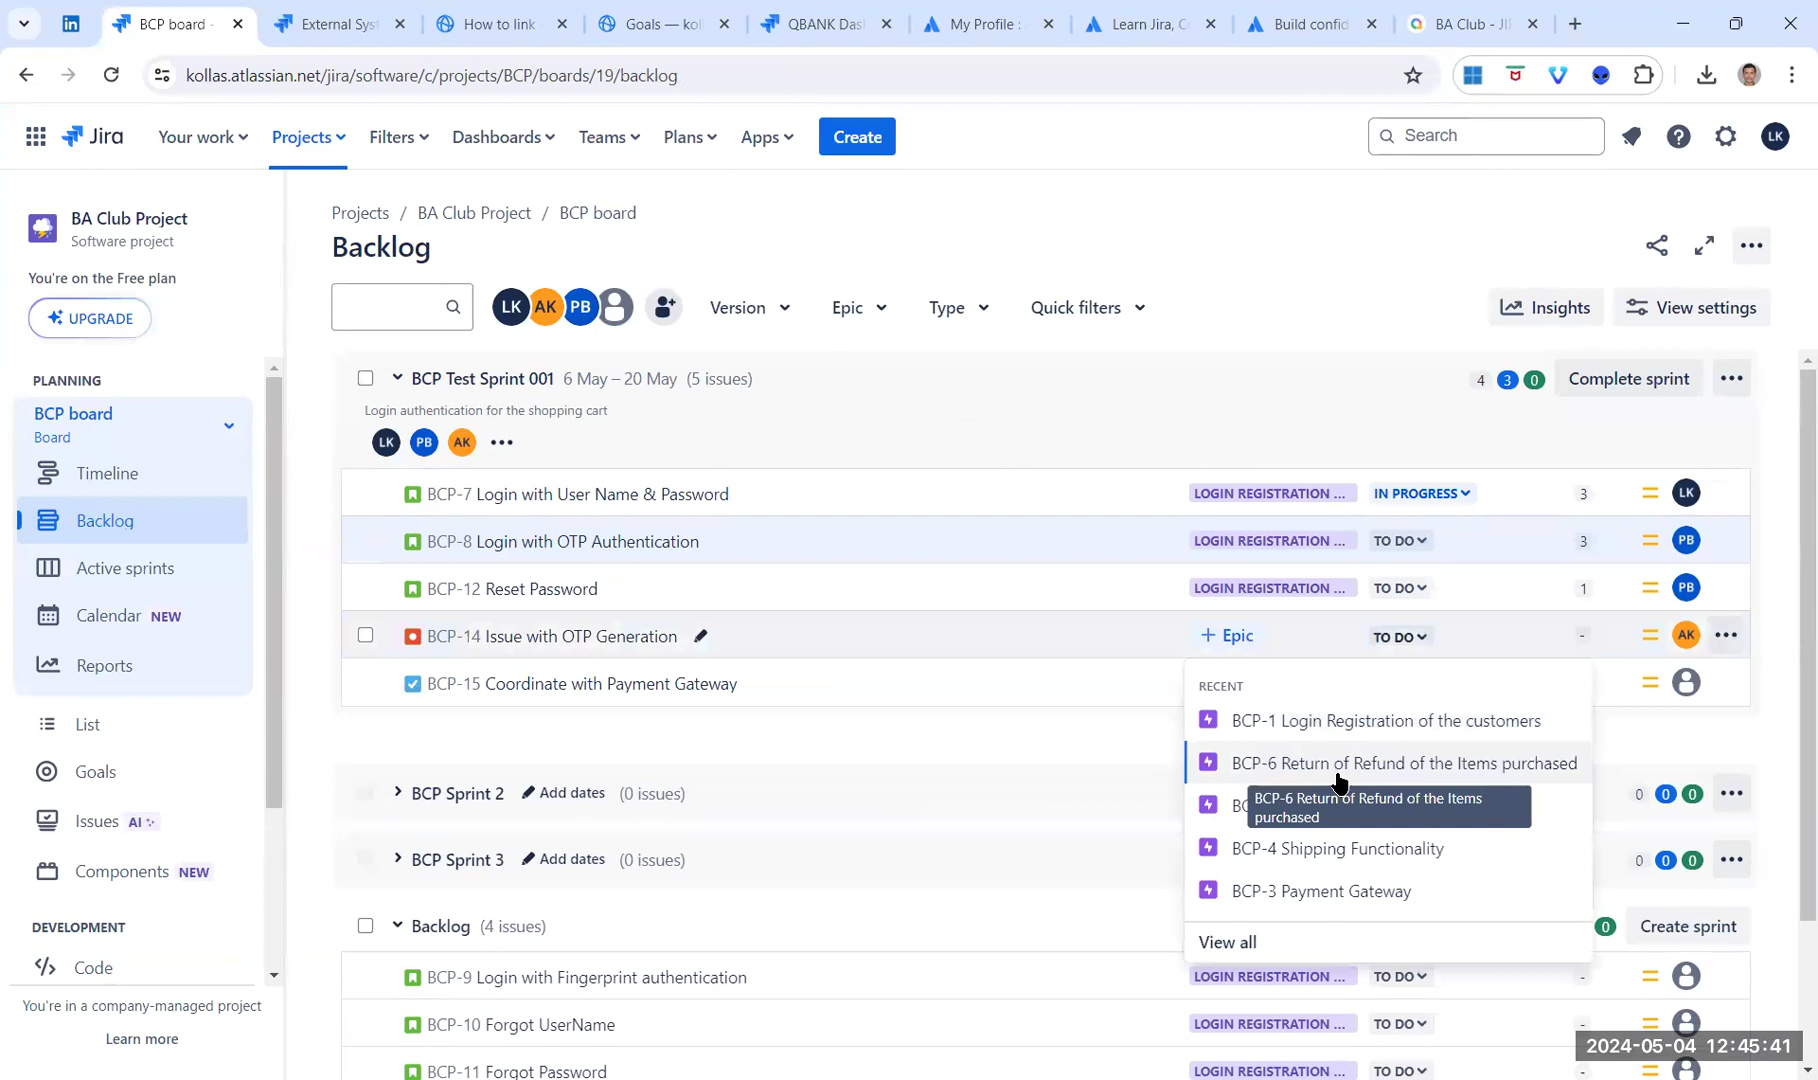 BCP board -
External Sys
How to link
Goals — kol
QBANK Das
My Profile :
Learn Jira, C
Build confid
BA Club - JI
kollas.atlassian.net/jira/software/c/projects/BCP/boards/19/backlog
Jira
Your work
Projects
Filters
Dashboards
Teams
Plans
Apps
Create
Search
LK
BA Club Project
Software project
You're on the Free plan
UPGRADE
PLANNING
BCP board
Board
Timeline
Backlog
Active sprints
Calendar NEW
Reports
List
Goals
Issues AI
Components NEW
DEVELOPMENT
Code
You're in a company-managed project
Learn more
Projects / BA Club Project / BCP board
Backlog
LK AK PB
Version
Epic
Type
Quick filters
Insights
View settings
BCP Test Sprint 001 6 May – 20 May (5 issues)
4 3 0
Complete sprint
Login authentication for the shopping cart
LK PB AK
BCP-7 Login with User Name & Password LOGIN REGISTRATION ... IN PROGRESS 3 LK
BCP-8 Login with OTP Authentication LOGIN REGISTRATION ... TO DO 3 PB
BCP-12 Reset Password LOGIN REGISTRATION ... TO DO 1 PB
BCP-14 Issue with OTP Generation + Epic TO DO - AK
BCP-15 Coordinate with Payment Gateway
RECENT
BCP-1 Login Registration of the customers
BCP-6 Return of Refund of the Items purchased
BCP-6 Return of Refund of the Items
purchased
BCP-4 Shipping Functionality
BCP-3 Payment Gateway
View all
BCP Sprint 2 Add dates (0 issues) 0 0 0
BCP Sprint 3 Add dates (0 issues) 0 0 0
Backlog (4 issues) 0 Create sprint
BCP-9 Login with Fingerprint authentication LOGIN REGISTRATION ... TO DO -
BCP-10 Forgot UserName LOGIN REGISTRATION ... TO DO -
BCP-11 Forgot Password LOGIN REGISTRATION ... TO DO -
2024-05-04 12:45:41